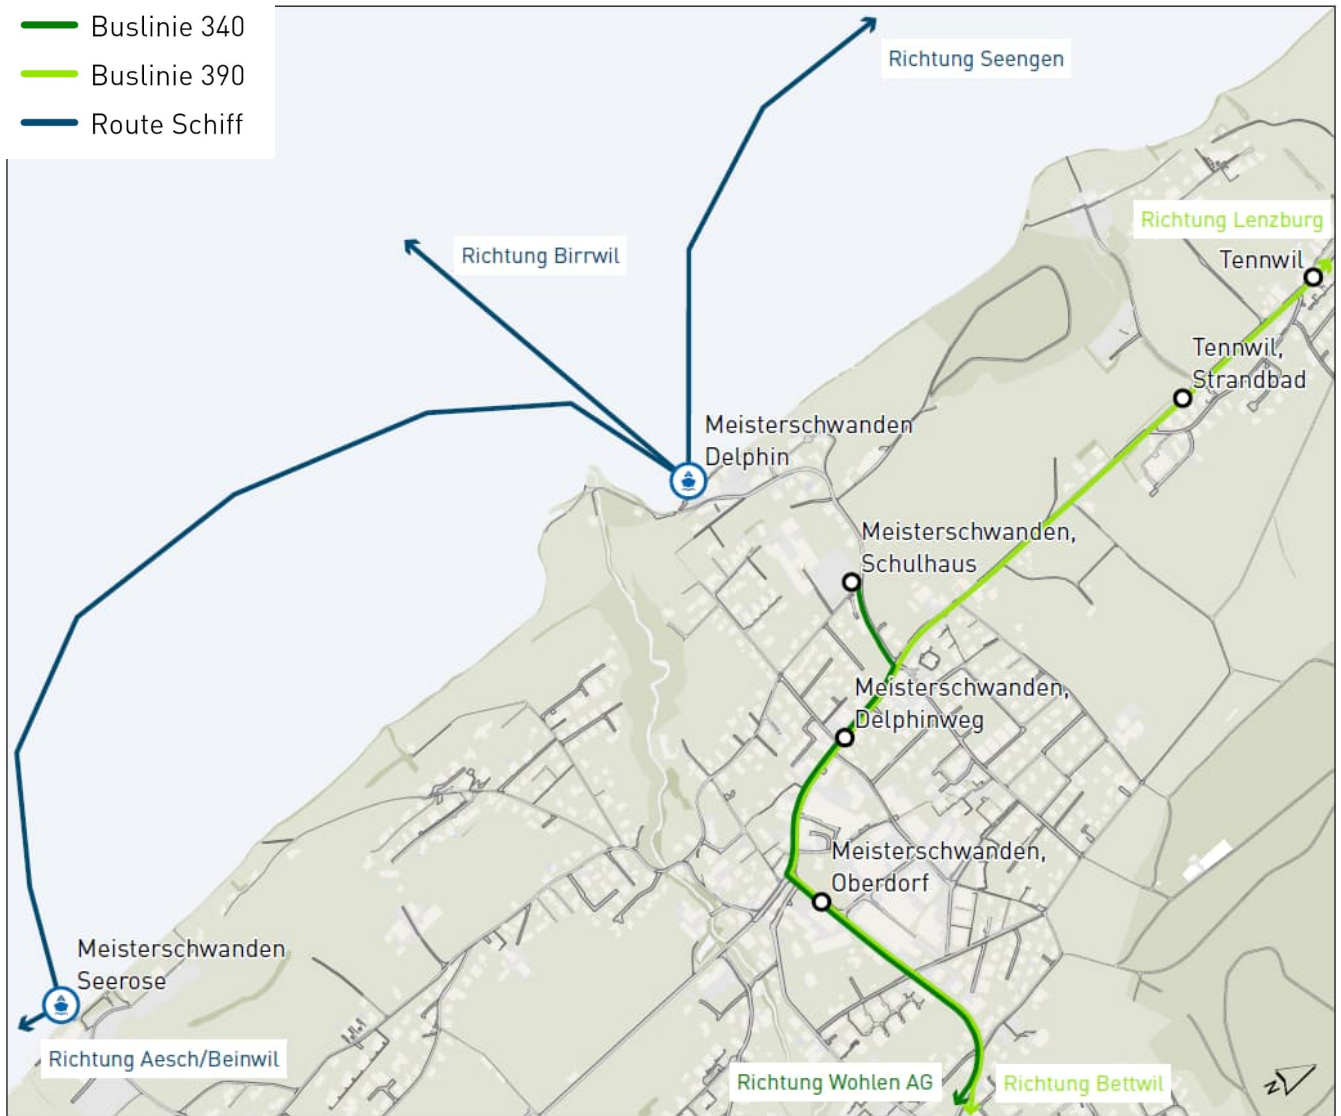 Buslinie 340
Buslinie 390
Route Schiff
Richtung Seengen
Richtung Birrwil
Richtung Lenzburg
Tennwil
Tennwil,
Strandbad
Meisterschwanden
Delphin
Meisterschwanden,
Schulhaus
Meisterschwanden,
Delphinweg
Meisterschwanden,
Oberdorf
Meisterschwanden
Seerose
Richtung Aesch/Beinwil
Richtung Wohlen AG
Richtung Bettwil
N